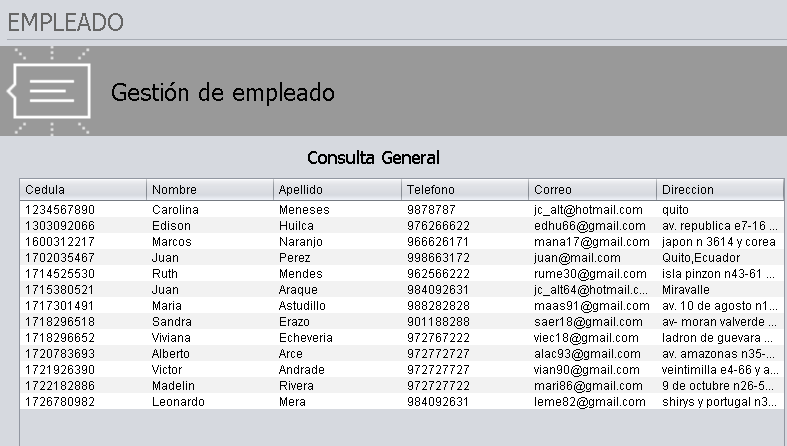 EMPLEADO
Gestión de empleado
Consulta General
Cedula Nombre Apellido Telefono Correo Direccion
1234567890 Carolina Meneses 9878787 jc_alt@hotmail.com quito
1303092066 Edison Huilca 976266622 edhu66@gmail.com av. republica e7-16 ...
1600312217 Marcos Naranjo 966626171 mana17@gmail.com japon n 3614 y corea
1702035467 Juan Perez 998663172 juan@mail.com Quito,Ecuador
1714525530 Ruth Mendes 962566222 rume30@gmail.com isla pinzon n43-61 ...
1715380521 Juan Araque 984092631 jc_alt64@hotmail.c... Miravalle
1717301491 Maria Astudillo 988282828 maas91@gmail.com av. 10 de agosto n1...
1718296518 Sandra Erazo 901188288 saer18@gmail.com av- moran valverde ...
1718296652 Viviana Echeveria 972767222 viec18@gmail.com ladron de guevara ...
1720783693 Alberto Arce 972772727 alac93@gmail.com av. amazonas n35-...
1721926390 Victor Andrade 972727727 vian90@gmail.com veintimilla e4-66 y a...
1722182886 Madelin Rivera 972727722 mari86@gmail.com 9 de octubre n26-5...
1726780982 Leonardo Mera 984092631 leme82@gmail.com shirys y portugal n3...